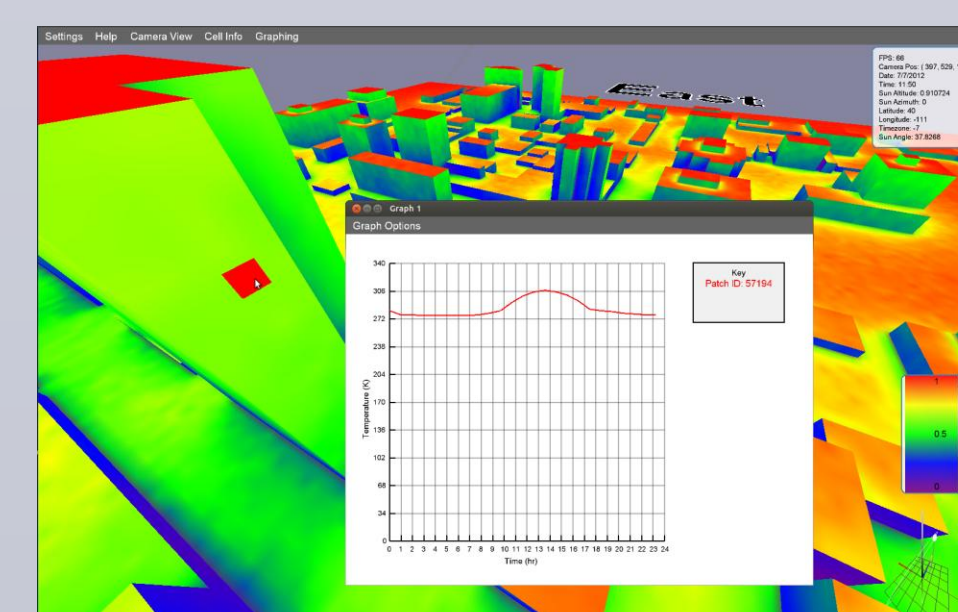 Settings Help Camera View Cell Info Graphing
East
FPS: 66
Camera Pos: ( 397, 529,
Date: 7/7/2012
Time: 11:50
Sun Altitude: 0.910724
Sun Azimuth: 0
Latitude: 40
Longitude: -111
Timezone: -7
Sun Angle: 37.8268
Graph 1
Graph Options
340
306
272
238
204
170
136
102
68
34
0
Temperature (K)
0 1 2 3 4 5 6 7 8 9 10 11 12 13 14 15 16 17 18 19 20 21 22 23 24
Time (hr)
Key
Patch ID: 57194
1
0.5
0